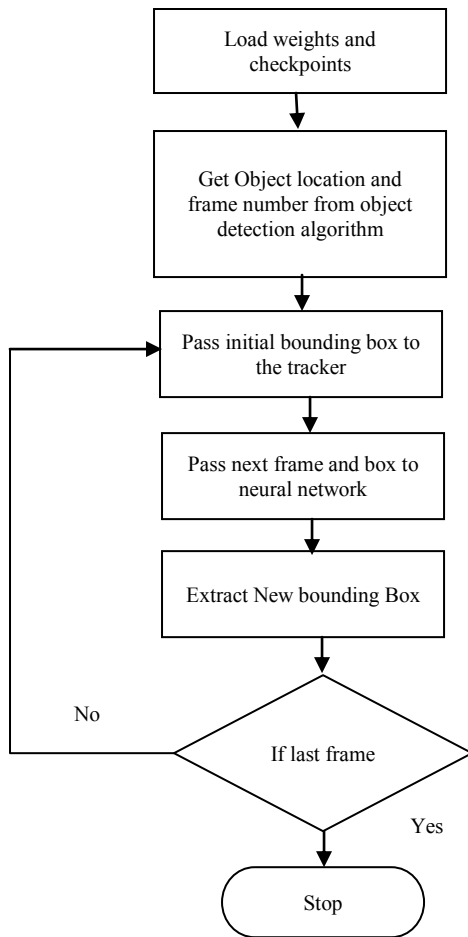 Load weights and
checkpoints
Get Object location and
frame number from object
detection algorithm
Pass initial bounding box to
the tracker
Pass next frame and box to
neural network
Extract New bounding Box
No
If last frame
Yes
Stop